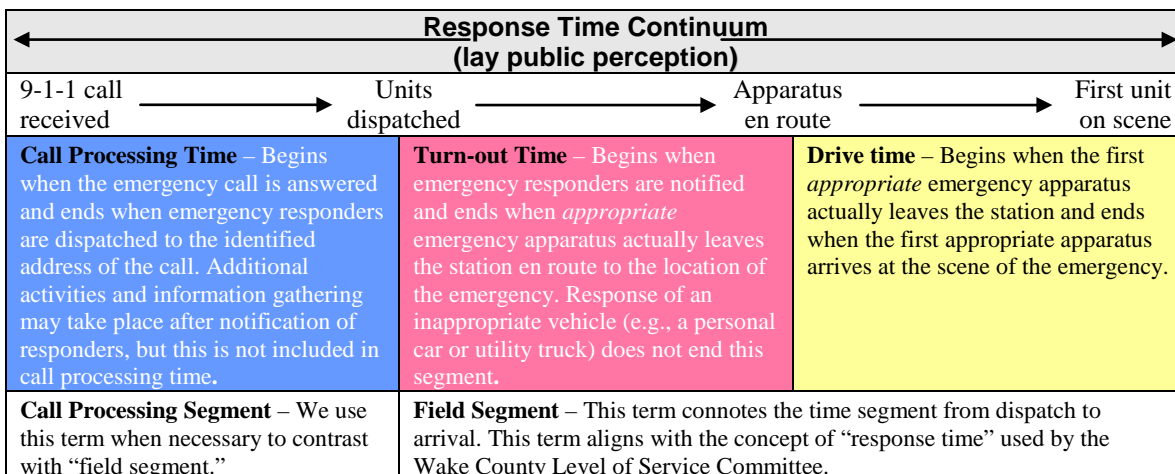 Response Time Continuum
(lay public perception)
9-1-1 call
received
Units
dispatched
Apparatus
en route
First unit
on scene
Call Processing Time – Begins
when the emergency call is answered
and ends when emergency responders
are dispatched to the identified
address of the call. Additional
activities and information gathering
may take place after notification of
responders, but this is not included in
call processing time.
Turn-out Time – Begins when
emergency responders are notified
and ends when appropriate
emergency apparatus actually leaves
the station en route to the location of
the emergency. Response of an
inappropriate vehicle (e.g., a personal
car or utility truck) does not end this
segment.
Drive time – Begins when the first
appropriate emergency apparatus
actually leaves the station and ends
when the first appropriate apparatus
arrives at the scene of the emergency.
Call Processing Segment – We use
this term when necessary to contrast
with “field segment.”
Field Segment – This term connotes the time segment from dispatch to
arrival. This term aligns with the concept of “response time” used by the
Wake County Level of Service Committee.